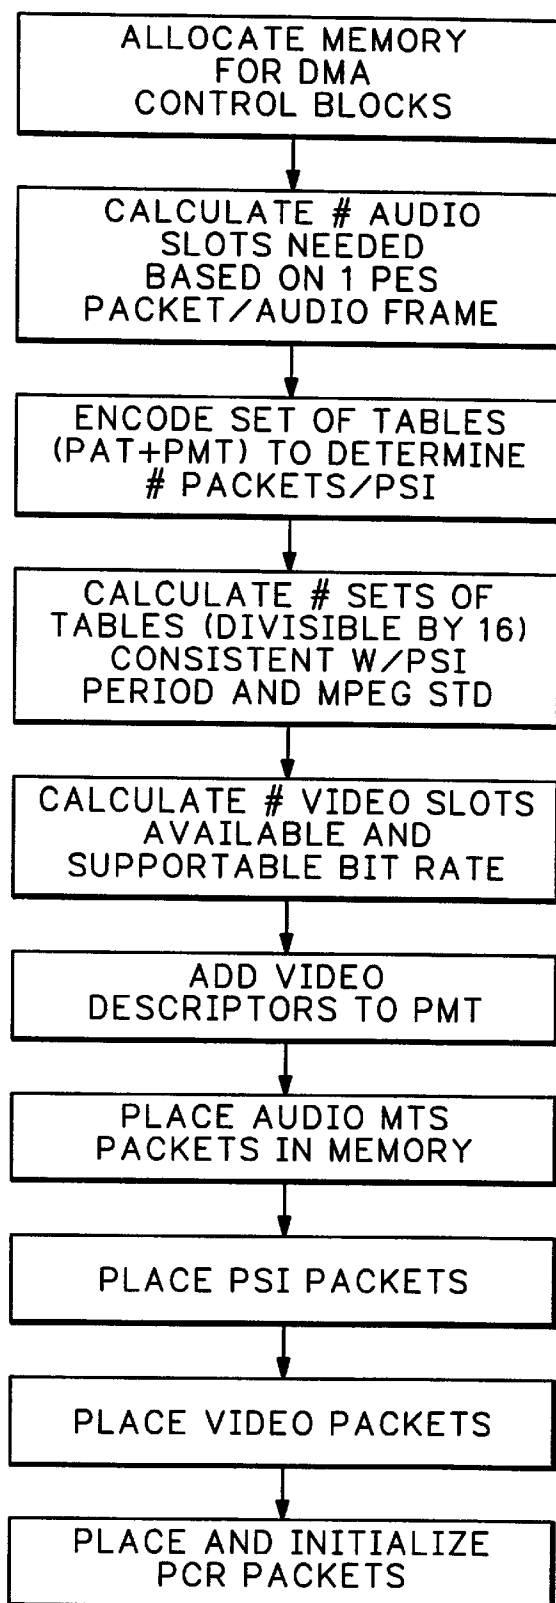 ALLOCATE MEMORY
FOR DMA
CONTROL BLOCKS
CALCULATE # AUDIO
SLOTS NEEDED
BASED ON 1 PES
PACKET/AUDIO FRAME
ENCODE SET OF TABLES
(PAT+PMT) TO DETERMINE
# PACKETS/PSI
CALCULATE # SETS OF
TABLES (DIVISIBLE BY 16)
CONSISTENT W/PSI
PERIOD AND MPEG STD
CALCULATE # VIDEO SLOTS
AVAILABLE AND
SUPPORTABLE BIT RATE
ADD VIDEO
DESCRIPTORS TO PMT
PLACE AUDIO MTS
PACKETS IN MEMORY
PLACE PSI PACKETS
PLACE VIDEO PACKETS
PLACE AND INITIALIZE
PCR PACKETS